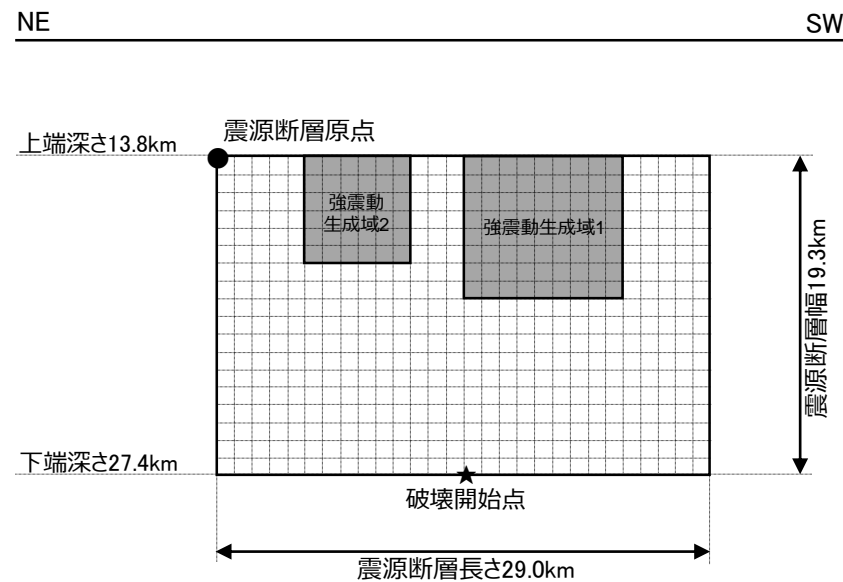 NE
SW
上端深さ13.8km
震源断層原点
強震動
生成域2
強震動生成域1
震源断層幅19.3km
下端深さ27.4km
破壊開始点
震源断層長さ29.0km